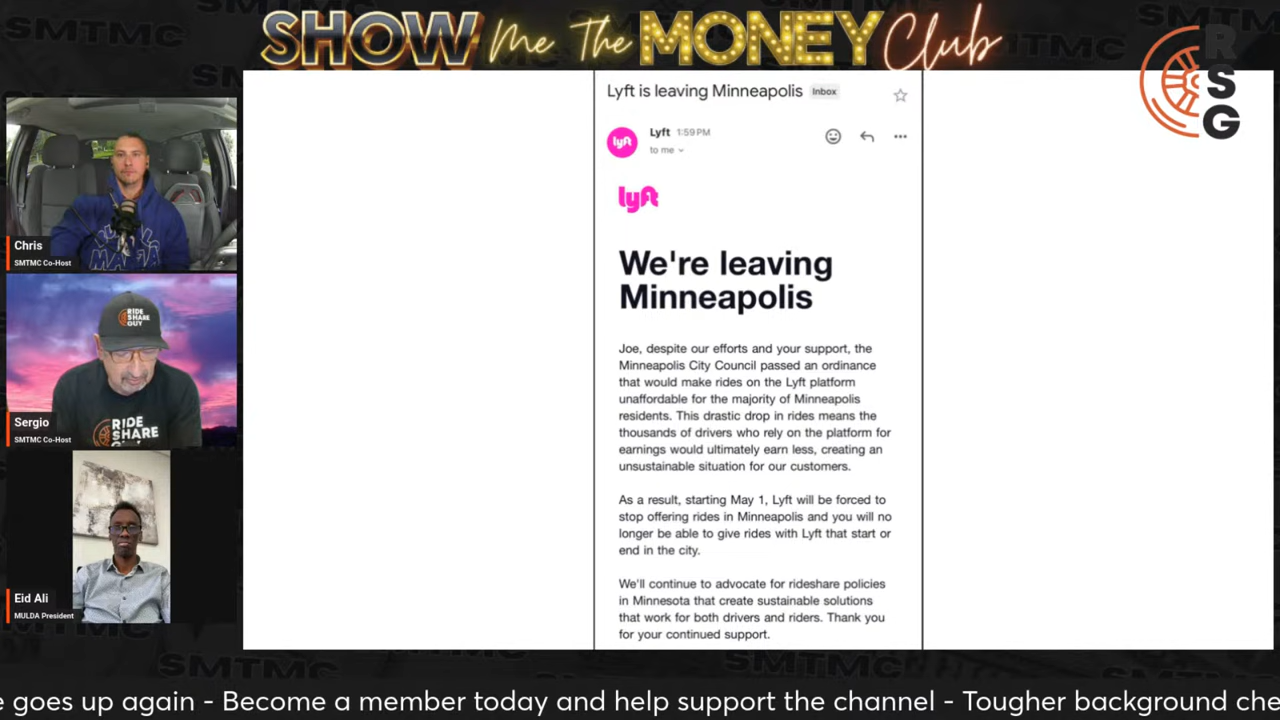 SHOW Me The MONEY Club
RSG
Lyft is leaving Minneapolis Inbox
lyft
Lyft 1:59 PM
to me
lyft
We're leaving
Minneapolis
Joe, despite our efforts and your support, the
Minneapolis City Council passed an ordinance
that would make rides on the Lyft platform
unaffordable for the majority of Minneapolis
residents. This drastic drop in rides means the
thousands of drivers who rely on the platform for
earnings would ultimately earn less, creating an
unsustainable situation for our customers.
As a result, starting May 1, Lyft will be forced to
stop offering rides in Minneapolis and you will no
longer be able to give rides with Lyft that start or
end in the city.
We'll continue to advocate for rideshare policies
in Minnesota that create sustainable solutions
that work for both drivers and riders. Thank you
for your continued support.
Chris
SMTMC Co-Host
RIDE
SHARE
GUY
RIDE
SHARE
Sergio
SMTMC Co-Host
Eid Ali
MULDA President
SMTMC
SMTMC
e goes up again - Become a member today and help support the channel - Tougher background che